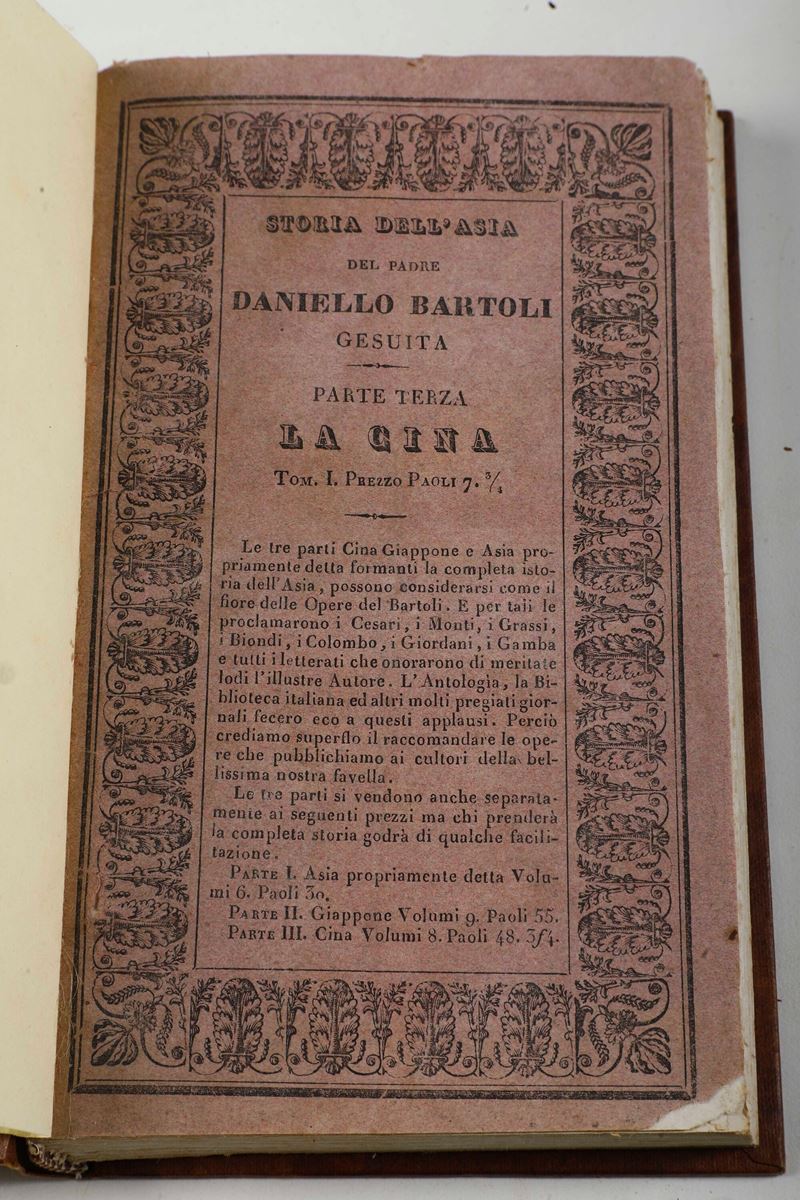 STORIA DELL'ASIA
DEL PADRE
DANIELLO BARTOLI
GESUITA
PARTE TERZA
LA CINA
TOM. I. PREZZO PAOLI 7. 3/4
Le tre parti Cina Giappone e Asia pro-
priamente detta formanti la completa isto-
ria dell'Asia, possono considerarsi come il
fiore delle Opere del Bartoli. E per tali le
proclamarono i Cesari, i Monti, i Grassi,
i Biondi, i Colombo, i Giordani, i Gamba
e tutti i letterati che onorarono di meritate
lodi l'illustre Autore. L'Antologia, la Bi-
blioteca italiana ed altri molti pregiati gior-
nali fecero eco a questi applausi. Perciò
crediamo superflo il raccomandare le ope-
re che pubblichiamo ai cultori della bel-
lissima nostra favella.
Le tre parti si vendono anche separata-
mente ai seguenti prezzi ma chi prenderà
la completa storia godrà di qualche facili-
tazione.
PARTE I. Asia propriamente detta Volu-
mi 6. Paoli 30.
PARTE II. Giappone Volumi 9. Paoli 55.
PARTE III. Cina Volumi 8. Paoli 48. 3/4.